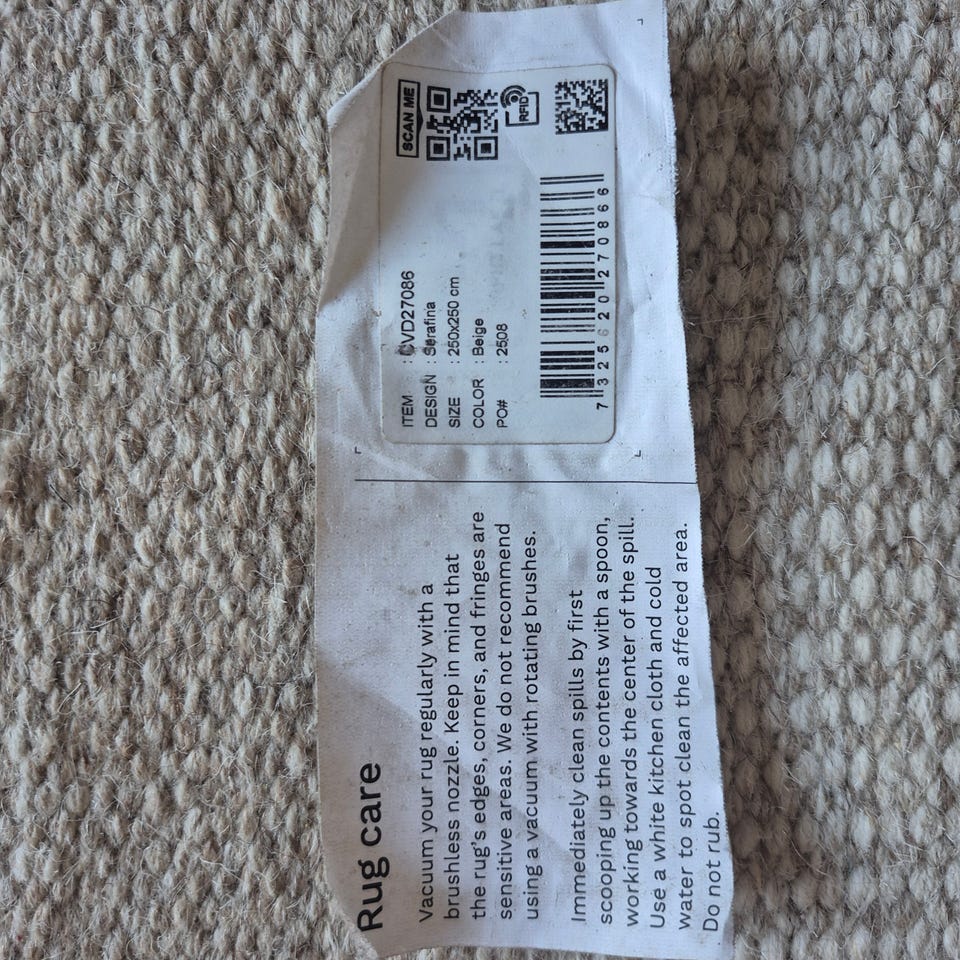 Rug care
Vacuum your rug regularly with a
brushless nozzle. Keep in mind that
the rug's edges, corners, and fringes are
sensitive areas. We do not recommend
using a vacuum with rotating brushes.
Immediately clean spills by first
scooping up the contents with a spoon,
working towards the center of the spill.
Use a white kitchen cloth and cold
water to spot clean the affected area.
Do not rub.
SCAN ME
RFID
ITEM : CVD27086
DESIGN : Serafina
SIZE : 250x250 cm
COLOR : Beige
PO# : 2508
7 325620 270866